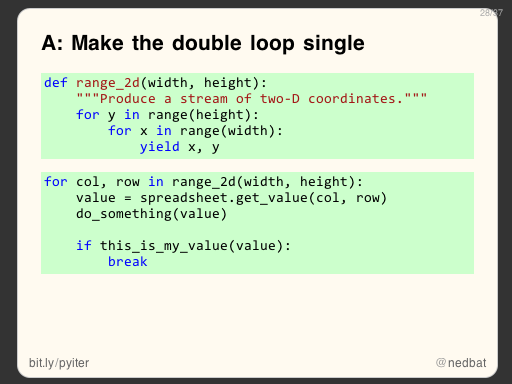 28/37
A: Make the double loop single
def range_2d(width, height):
    """Produce a stream of two-D coordinates."""
    for y in range(height):
        for x in range(width):
            yield x, y
for col, row in range_2d(width, height):
    value = spreadsheet.get_value(col, row)
    do_something(value)
    if this_is_my_value(value):
        break
bit.ly/pyiter
@nedbat